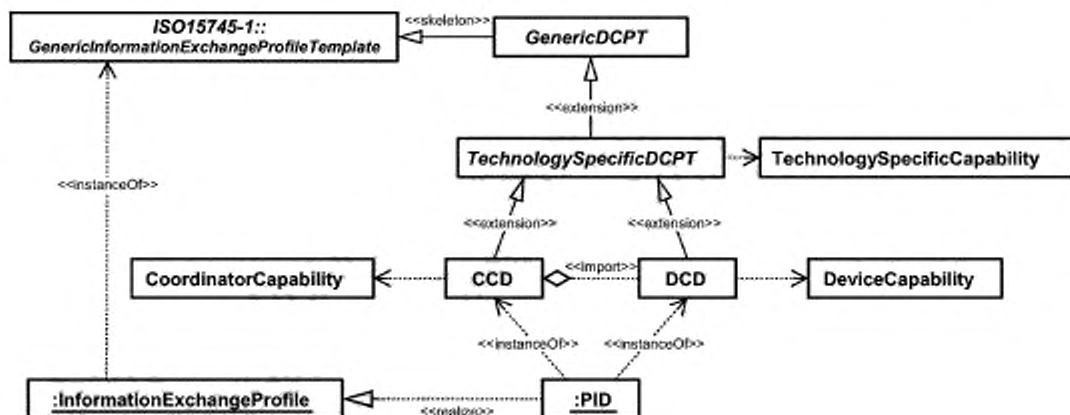 ISO15745-1::
GenericInformationExchangeProfileTemplate
<<skeleton>>
GenericDCPT
<<extension>>
TechnologySpecificDCPT
TechnologySpecificCapability
<<instanceOf>>
<<extension>>
<<extension>>
CoordinatorCapability
CCD
<<import>>
DCD
DeviceCapability
<<instanceOf>>
<<instanceOf>>
:InformationExchangeProfile
<<realize>>
:PID